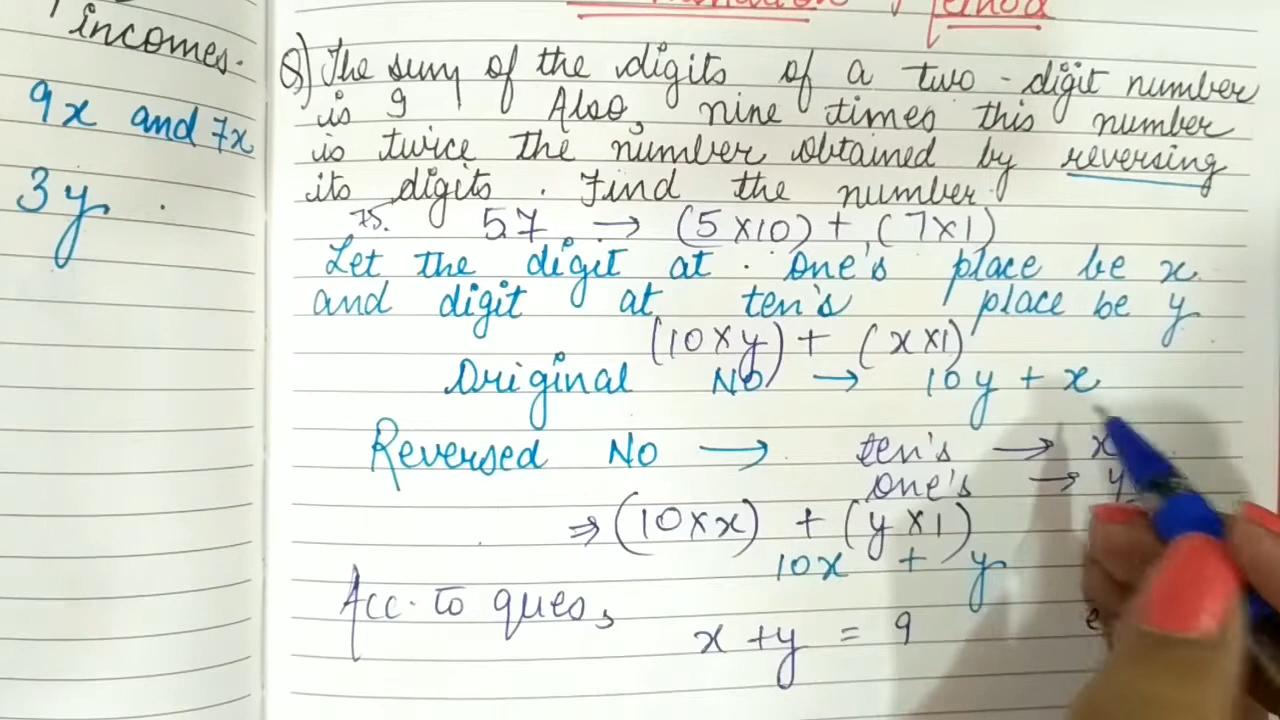 incomes.
9x and 7x
3y .
Method
Q) The sum of the digits of a two-digit number
is 9 Also, nine times this number
is twice the number obtained by reversing
its digits. Find the number.
75.
57 → (5×10) + (7×1)
Let the digit at one's place be x
and digit at ten's place be y
(10×y) + (x×1)
Original No → 10y + x
Reversed No → ten's → x
one's → y
⇒ (10×x) + (y×1)
10x + y
Acc. to ques,
x + y = 9